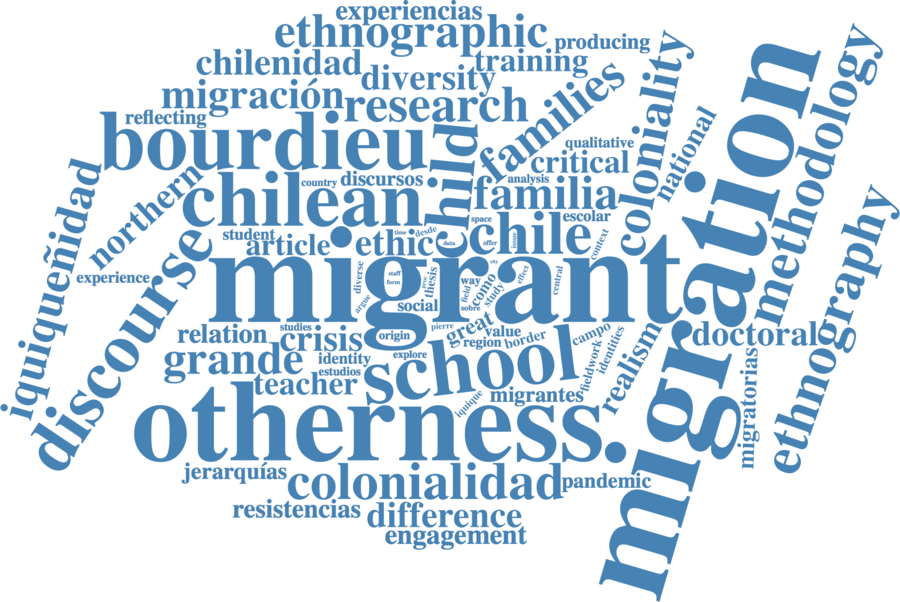 experiencias
ethnographic
producing
chilenidad
diversity
training
migración
research
families
coloniality
migration
methodology
reflecting
bourdieu
child
qualitative
critical
national
iquiqueñidad
northern
chilean
country
discursos
analysis
familia
escolar
student
article
ethic
time
desde
data
space
offer
issue
chile
context
ethnography
experience
discourse
migrant
diverse
staff
form
argue
origin
social
thesis
proc
way
field
como
study
sobre
city
effect
central
relation
studies
crisis
pierre
great
value
region
border
campo
doctoral
grande
identity
estudios
explore
school
fieldwork
identities
realism
migratorias
teacher
iquique
migrantes
otherness.
jerarquías
colonialidad
pandemic
resistencias
difference
engagement